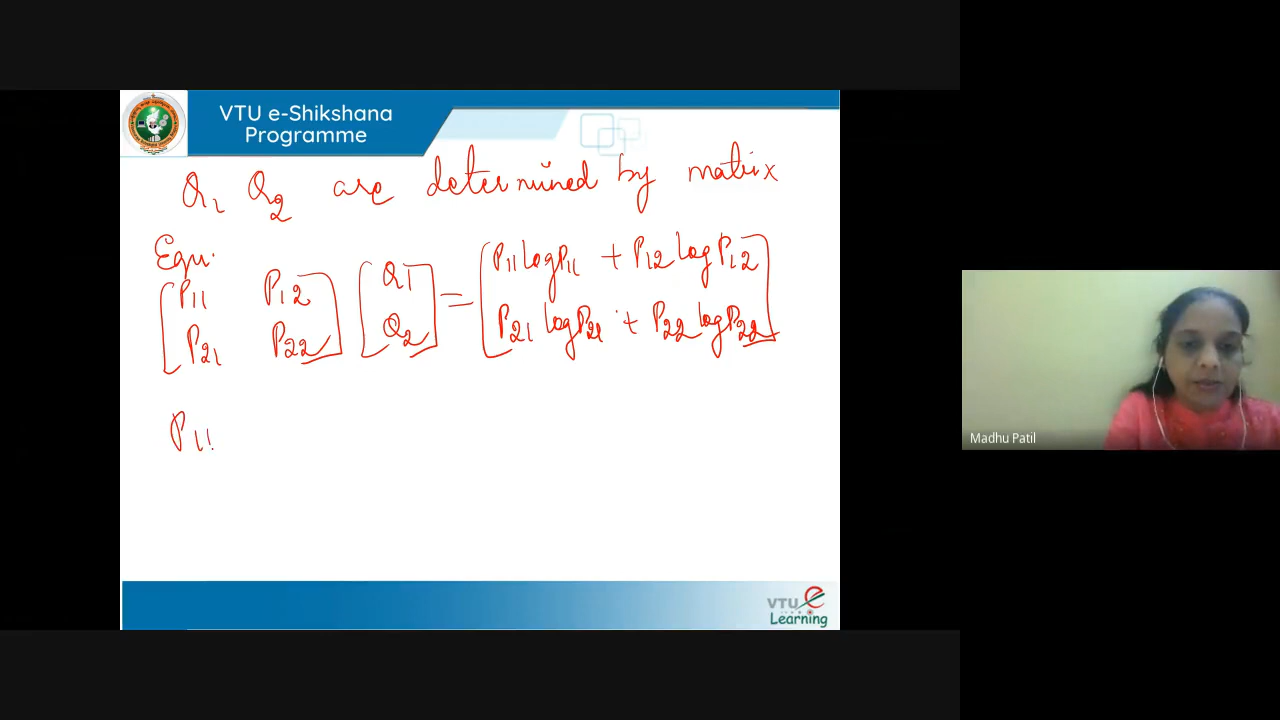 VTU e-Shikshana
Programme
Q1 Q2 are determined by matrix
Equ:
[P11 P12] [Q1] = [P11 log P11 + P12 log P12]
[P21 P22] [Q2] [P21 log P21 + P22 log P22]
P11
Madhu Patil
VTU e
Learning